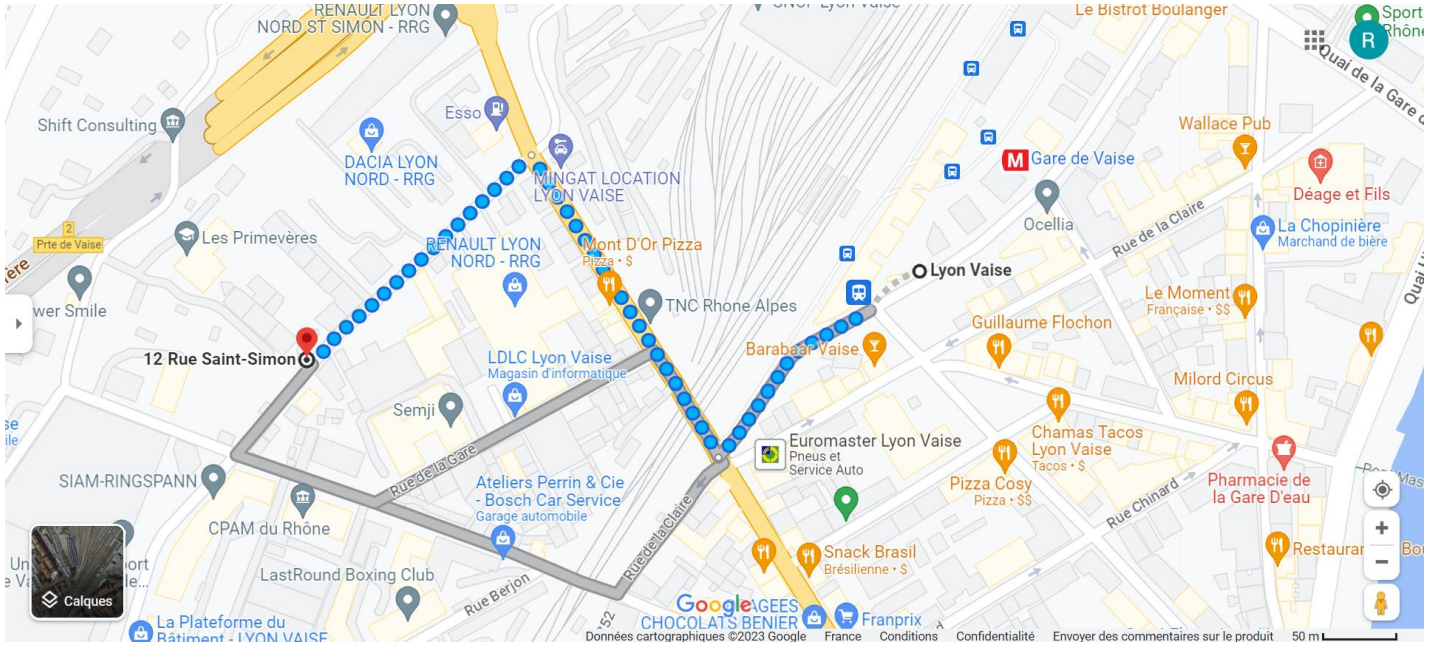 RENAULT LYON
NORD ST SIMON - RRG
Le Bistrot Boulanger
Sport
Rhône
R
Quai de la Gare d
Shift Consulting
Esso
DACIA LYON
NORD - RRG
MINGAT LOCATION
LYON VAISE
Wallace Pub
M
Gare de Vaise
Déage et Fils
Ocellia
Rue de la Claire
La Chopinière
Marchand de bière
2
Prte de Vaise
Les Primevères
RENAULT LYON
NORD - RRG
Mont D'Or Pizza
Pizza • $
Lyon Vaise
ère
wer Smile
TNC Rhone Alpes
Le Moment
Française • $$
Quai
Guillaume Flochon
12 Rue Saint-Simon
LDLC Lyon Vaise
Magasin d'informatique
Barabaar Vaise
Milord Circus
Semji
Chamas Tacos
Lyon Vaise
Tacos • $
Euromaster Lyon Vaise
Pneus et
Service Auto
Rue de la Gare
SIAM-RINGSPANN
Ateliers Perrin & Cie
- Bosch Car Service
Garage automobile
Pizza Cosy
Pizza • $$
Pharmacie de
la Gare D'eau
CPAM du Rhône
Rue Chinard
Rue de la Claire
Snack Brasil
Brésilienne • $
Restaurar
Bou
LastRound Boxing Club
Rue Berjon
Calques
La Plateforme du
Bâtiment - LYON VAISE
Google
AGEES
CHOCOLATS BENIER
Franprix
Données cartographiques ©2023 Google France Conditions Confidentialité Envoyer des commentaires sur le produit 50 m